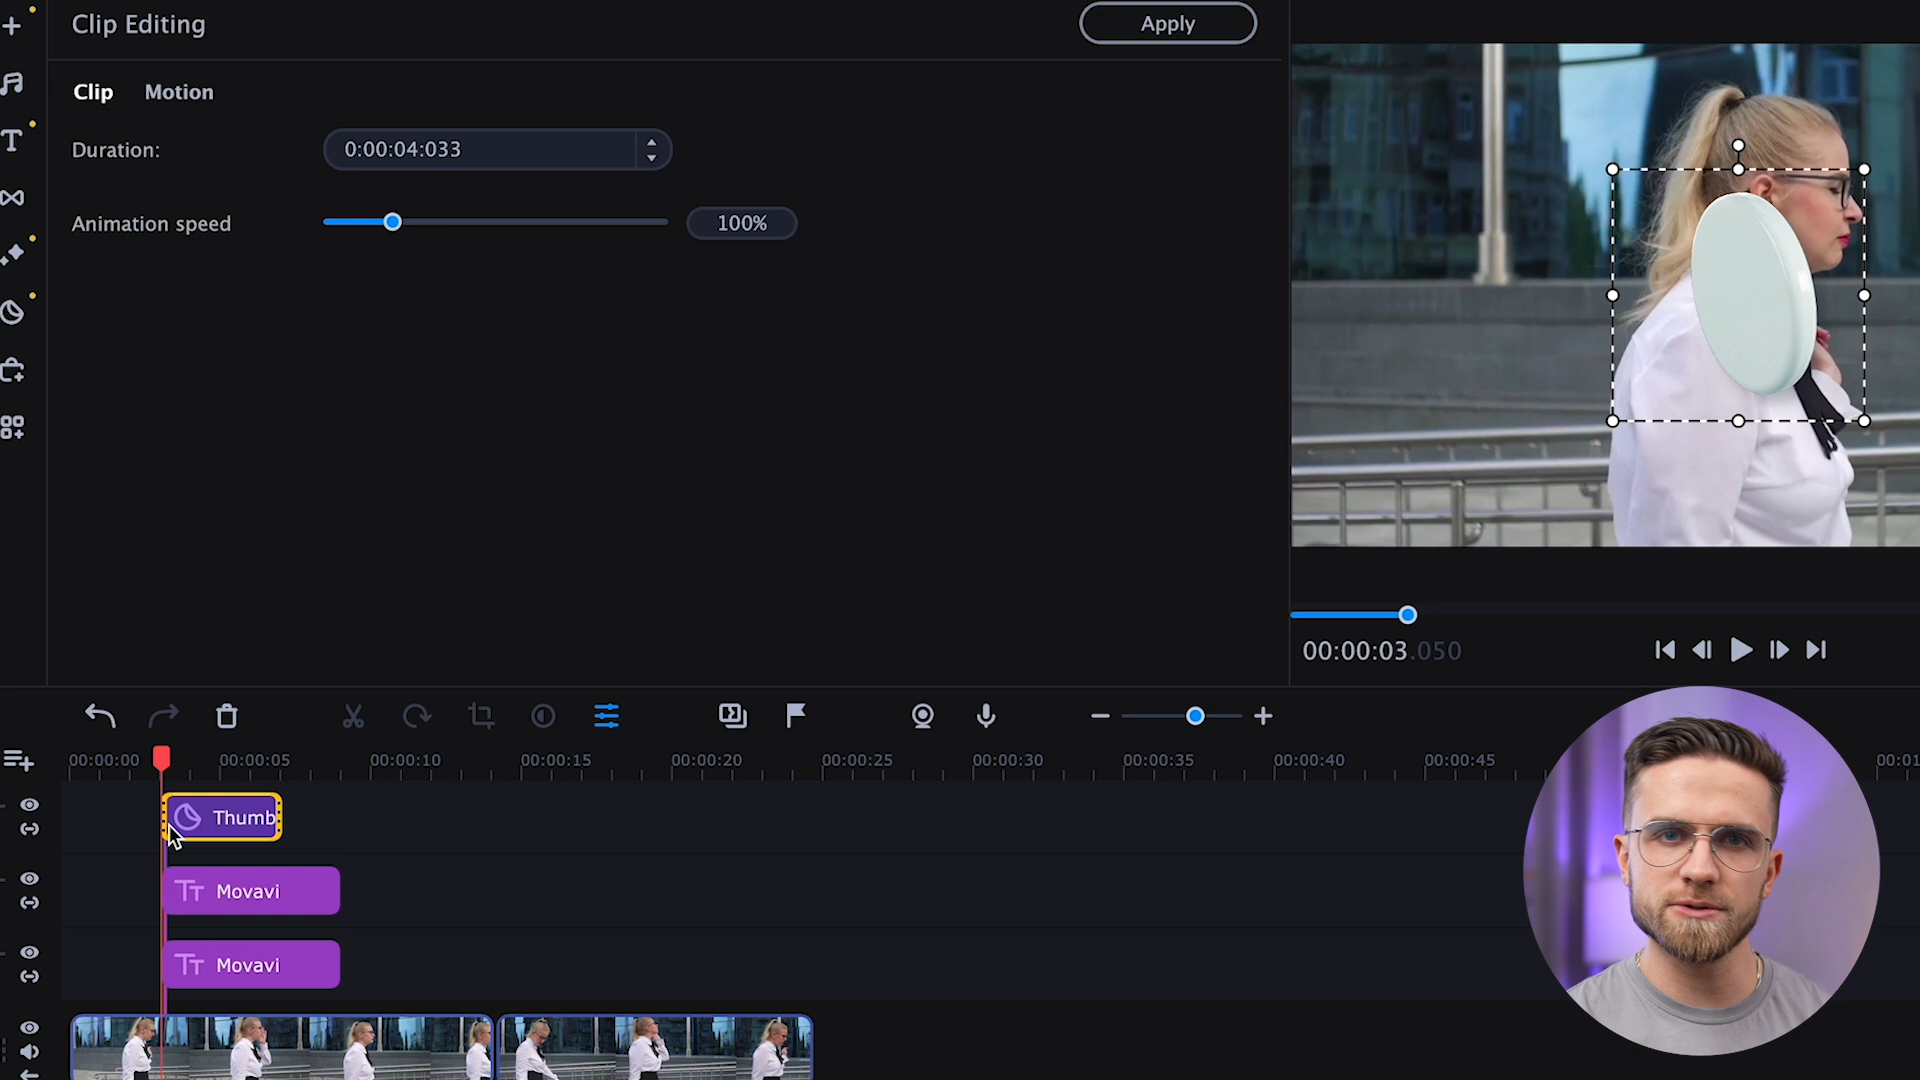 Clip Editing
Apply
Clip Motion
Duration: 0:00:04:033
Animation speed 100%
00:00:03.050
00:00:00 00:00:05 00:00:10 00:00:15 00:00:20 00:00:25 00:00:30 00:00:35 00:00:40 00:00:45 00:01
Thumb
Movavi
Movavi